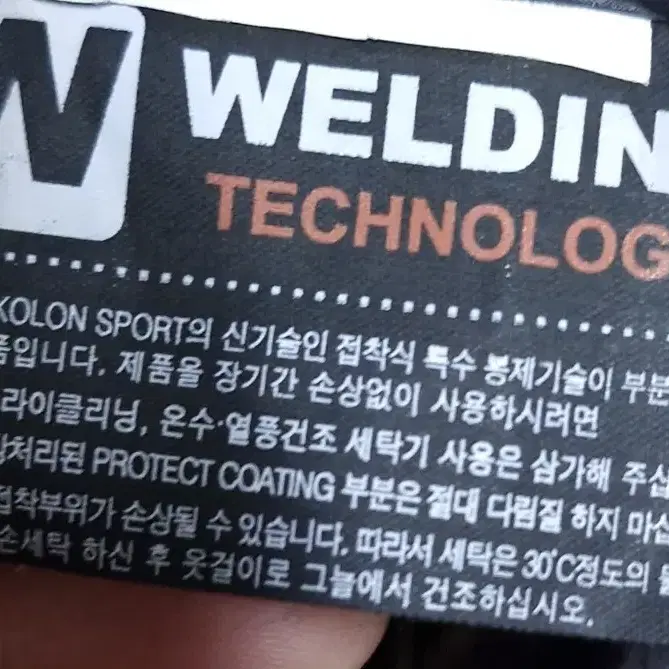 W WELDIN
TECHNOLOG
KOLON SPORT의 신기술인 접착식 특수 봉제기술이 부분
품입니다. 제품을 장기간 손상없이 사용하시려면
라이클리닝, 온수·열풍건조 세탁기 사용은 삼가해 주십
처리된 PROTECT COATING 부분은 절대 다림질 하지 마십
접착부위가 손상될 수 있습니다. 따라서 세탁은 30℃정도의
손세탁 하신 후 옷걸이로 그늘에서 건조하십시오.